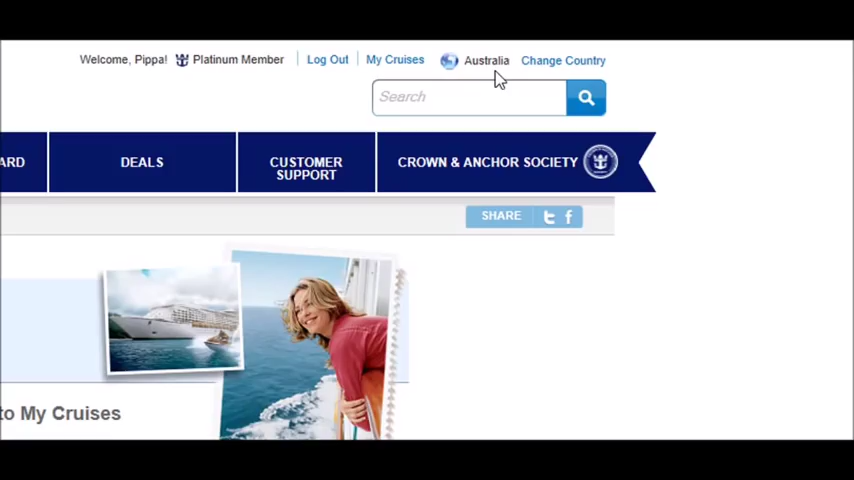 Welcome, Pippa! Platinum Member Log Out My Cruises Australia Change Country
Search
ARD DEALS CUSTOMER SUPPORT CROWN & ANCHOR SOCIETY
SHARE
to My Cruises